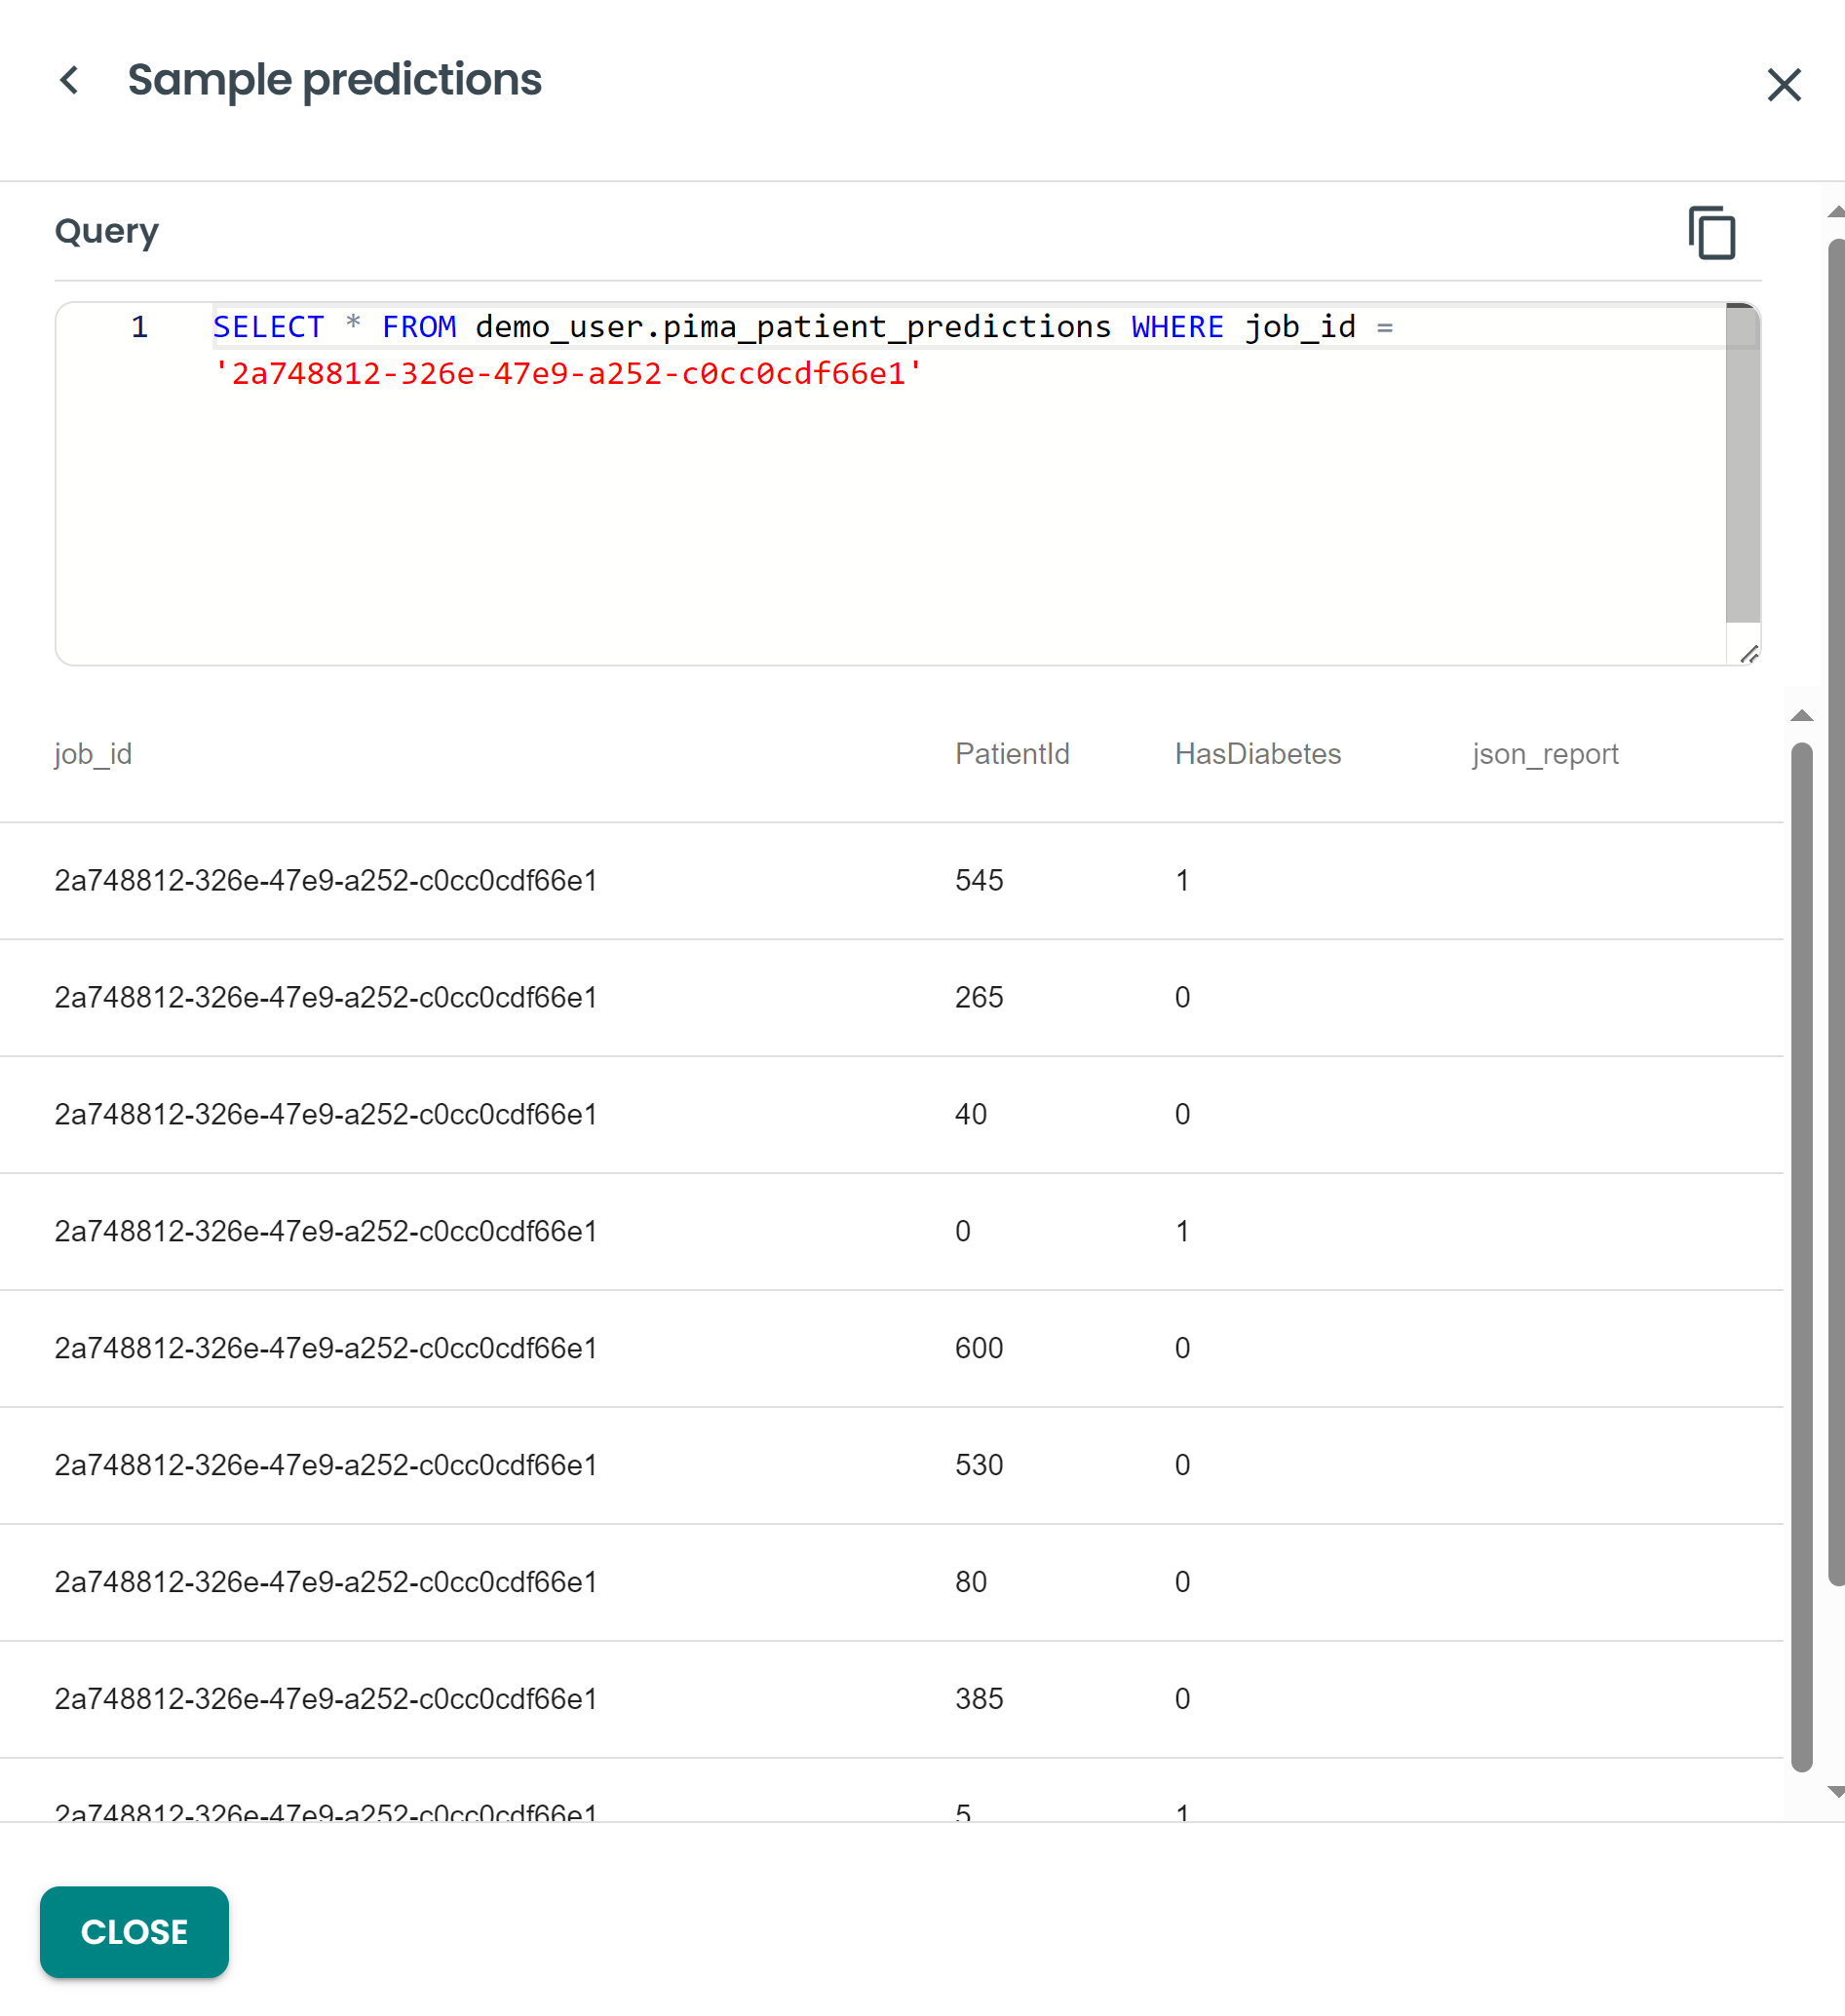 Sample predictions
Query
1 SELECT * FROM demo_user.pima_patient_predictions WHERE job_id =
'2a748812-326e-47e9-a252-c0cc0cdf66e1'
job_id PatientId HasDiabetes json_report
2a748812-326e-47e9-a252-c0cc0cdf66e1 545 1
2a748812-326e-47e9-a252-c0cc0cdf66e1 265 0
2a748812-326e-47e9-a252-c0cc0cdf66e1 40 0
2a748812-326e-47e9-a252-c0cc0cdf66e1 0 1
2a748812-326e-47e9-a252-c0cc0cdf66e1 600 0
2a748812-326e-47e9-a252-c0cc0cdf66e1 530 0
2a748812-326e-47e9-a252-c0cc0cdf66e1 80 0
2a748812-326e-47e9-a252-c0cc0cdf66e1 385 0
2a748812-326e-47e9-a252-c0cc0cdf66e1 5 1
CLOSE